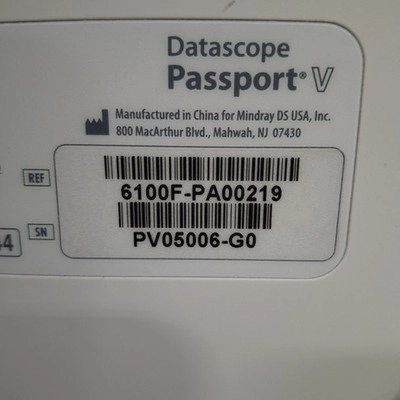 Datascope
Passport® V
Manufactured in China for Mindray DS USA, Inc.
800 MacArthur Blvd., Mahwah, NJ 07430
REF
6100F-PA00219
SN
PV05006-G0